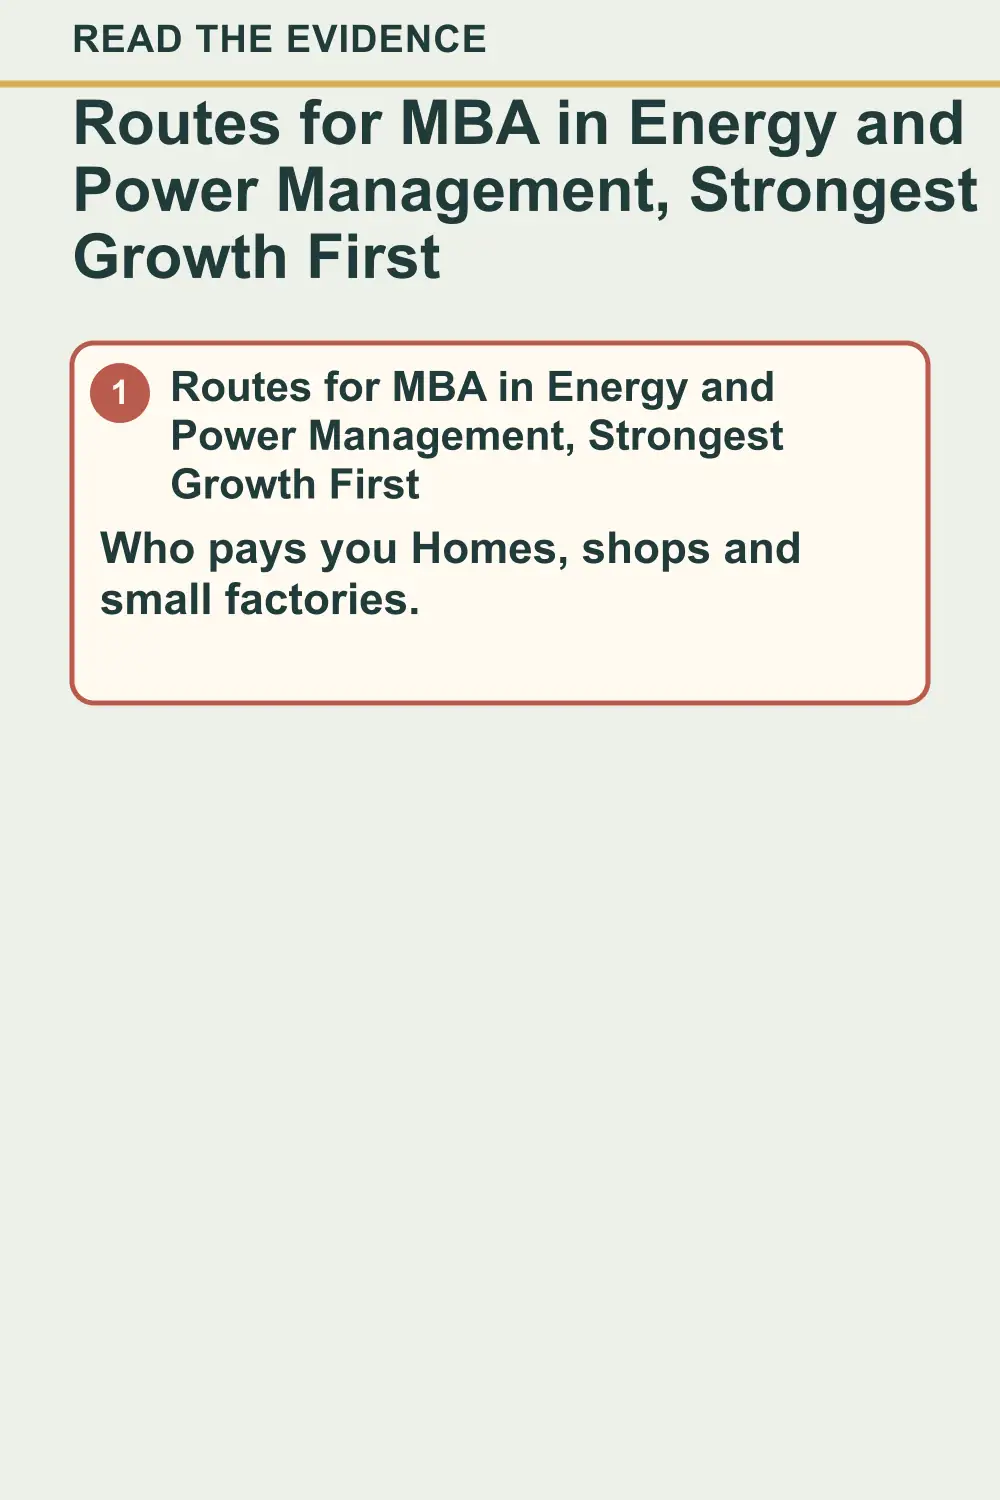 READ THE EVIDENCE
Routes for MBA in Energy and
Power Management, Strongest
Growth First
1
Routes for MBA in Energy and
Power Management, Strongest
Growth First
Who pays you Homes, shops and
small factories.